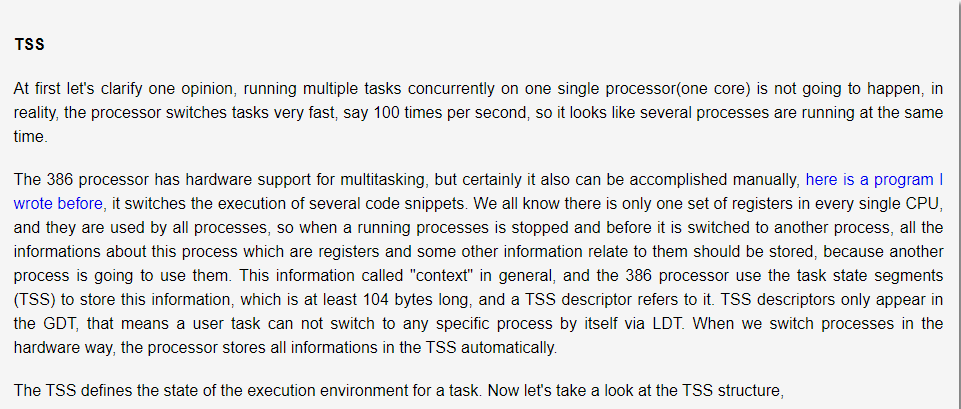 TSS
At first let's clarify one opinion, running multiple tasks concurrently on one single processor(one core) is not going to happen, in
reality, the processor switches tasks very fast, say 100 times per second, so it looks like several processes are running at the same
time.
The 386 processor has hardware support for multitasking, but certainly it also can be accomplished manually, here is a program I
wrote before, it switches the execution of several code snippets. We all know there is only one set of registers in every single CPU,
and they are used by all processes, so when a running processes is stopped and before it is switched to another process, all the
informations about this process which are registers and some other information relate to them should be stored, because another
process is going to use them. This information called "context" in general, and the 386 processor use the task state segments
(TSS) to store this information, which is at least 104 bytes long, and a TSS descriptor refers to it. TSS descriptors only appear in
the GDT, that means a user task can not switch to any specific process by itself via LDT. When we switch processes in the
hardware way, the processor stores all informations in the TSS automatically.
The TSS defines the state of the execution environment for a task. Now let's take a look at the TSS structure,